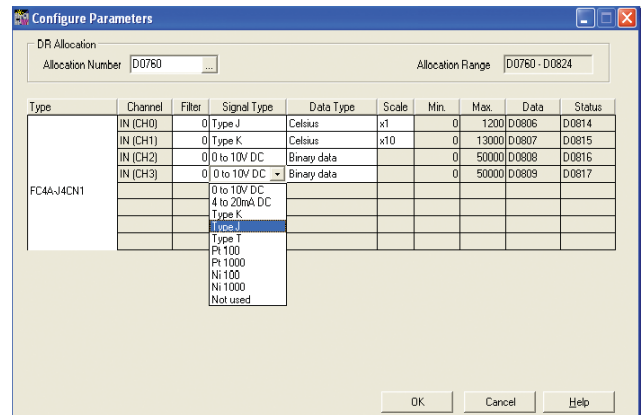 Configure Parameters
DR Allocation
Allocation Number D0760 ... Allocation Range D0760 - D0824
Type Channel Filter Signal Type Data Type Scale Min. Max. Data Status
IN (CH0) 0 Type J Celsius x1 0 1200 D0806 D0814
IN (CH1) 0 Type K Celsius x10 0 13000 D0807 D0815
IN (CH2) 0 0 to 10V DC Binary data 0 50000 D0808 D0816
IN (CH3) 0 0 to 10V DC Binary data 0 50000 D0809 D0817
FC4A-J4CN1
0 to 10V DC
4 to 20mA DC
Type K
Type J
Type T
Pt 100
Pt 1000
Ni 100
Ni 1000
Not used
OK Cancel Help